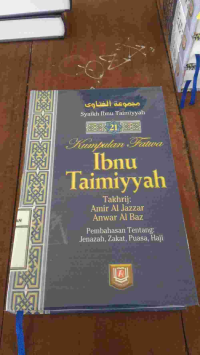 مجموعة الفتاوى
Syaikh Ibnu Taimiyyah
21
Kumpulan Fatwa
Ibnu
Taimiyyah
Takhrij:
Amir Al Jazzar
Anwar Al Baz
Pembahasan Tentang:
Jenazah, Zakat, Puasa, Haji